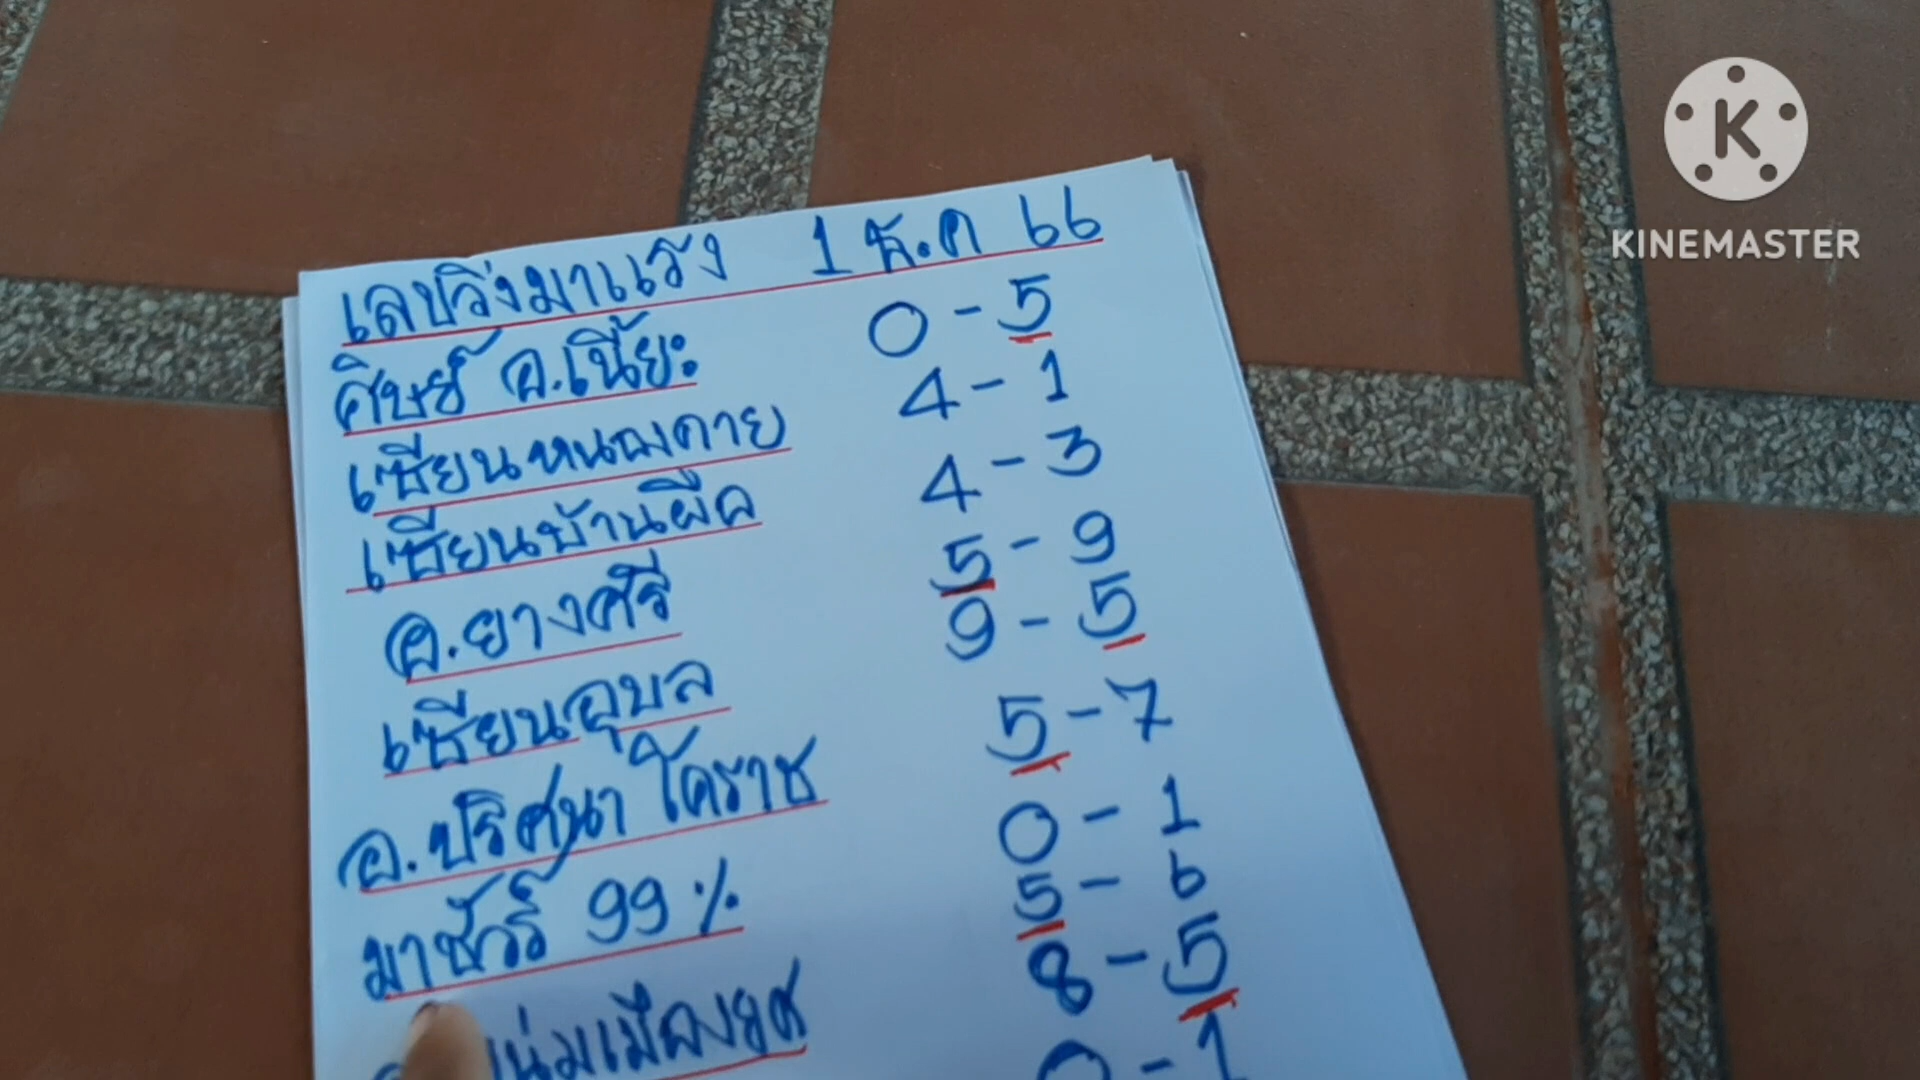 เลขวิ่งมาแรง 1 ธ.ค 66
ศิษย์ อ.เนี้ยะ 0 - 5
เซียนหนองคาย 4 - 1
เซียนบ้านผือ 4 - 3
อ.ยางศรี 5 - 9
เซียนอุบล 9 - 5
อ.ปริศนา โคราช 5 - 7
มาชัวร์ 99 % 0 - 1
5 - 6
8 - 5
0 - 1
K
KINEMASTER